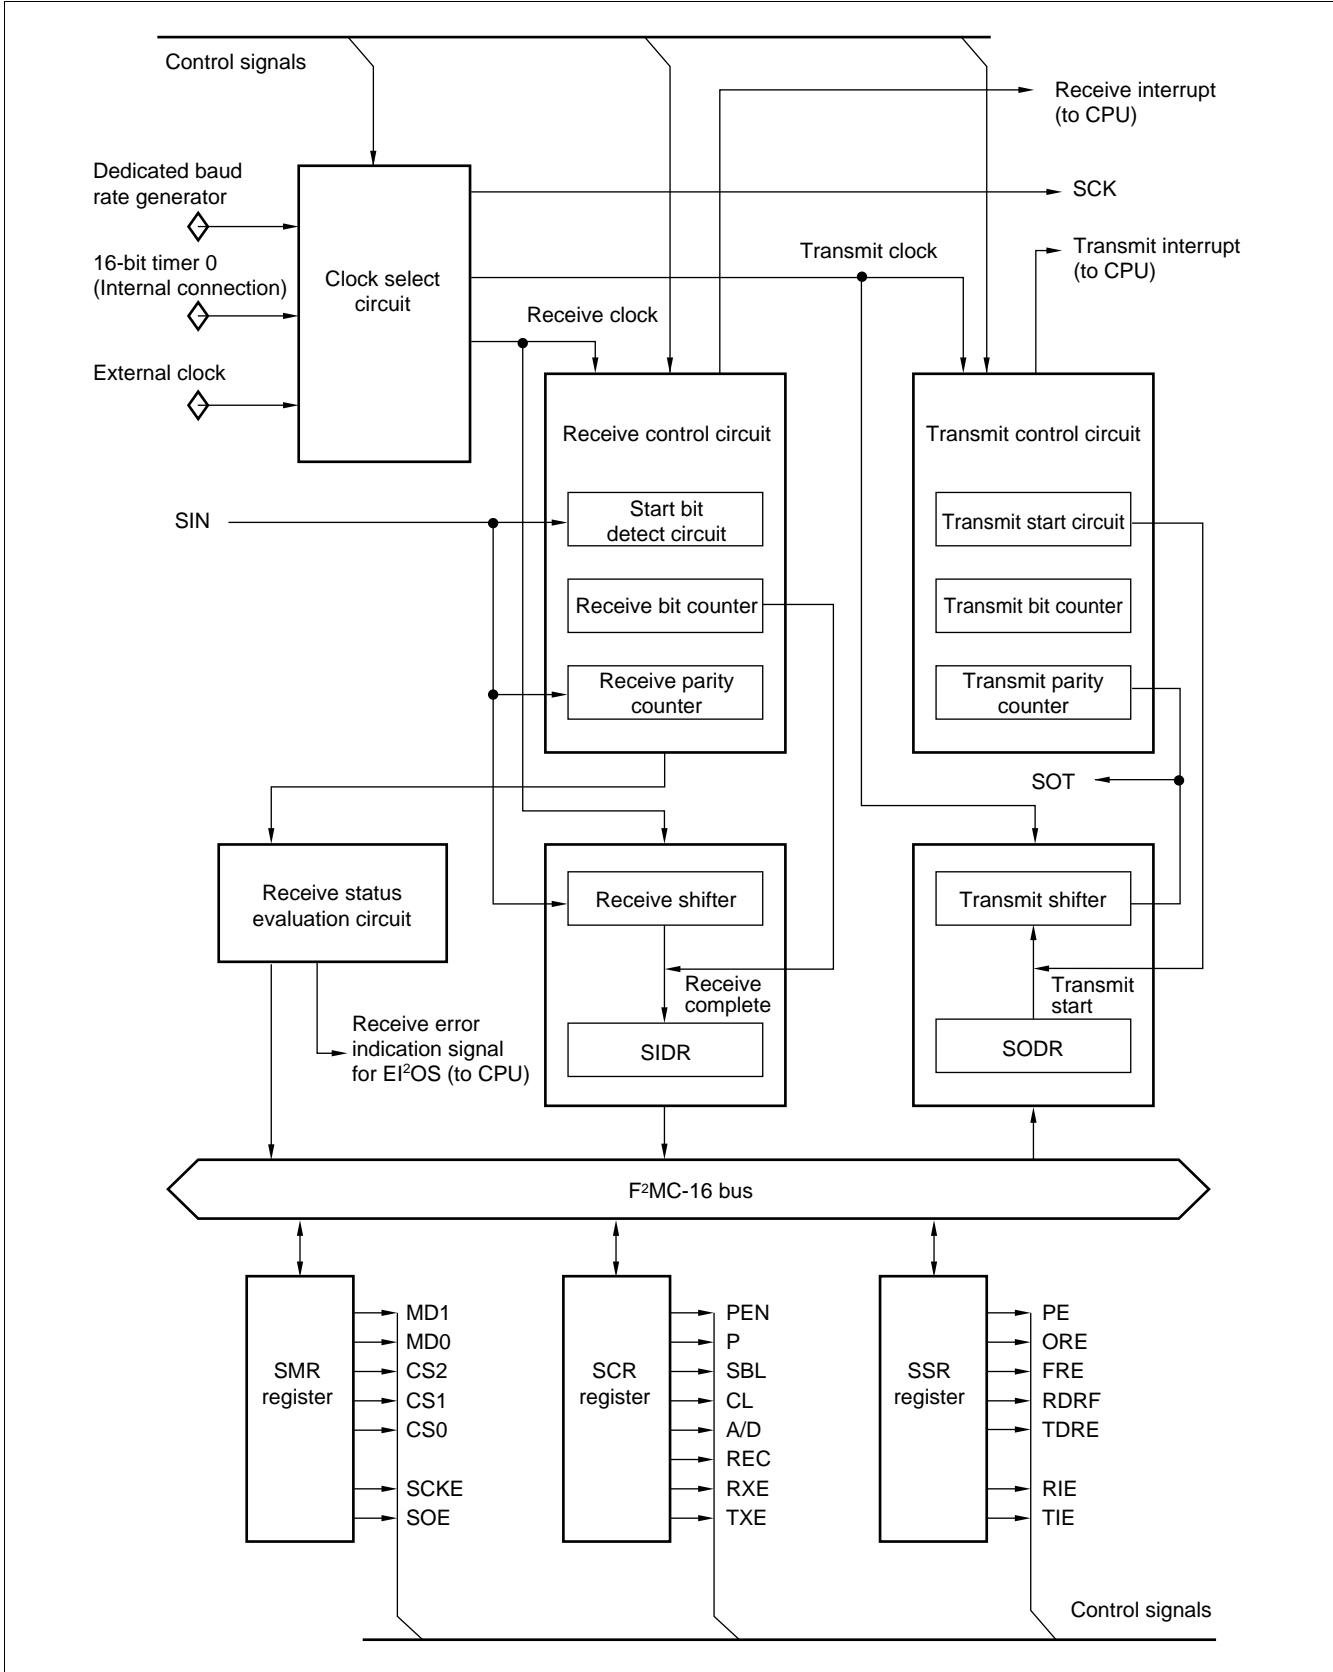 Control signals
Receive interrupt
(to CPU)
Dedicated baud
rate generator
SCK
Transmit clock
Transmit interrupt
(to CPU)
16-bit timer 0
(Internal connection)
Clock select
circuit
Receive clock
External clock
Receive control circuit
Transmit control circuit
SIN
Start bit
detect circuit
Transmit start circuit
Receive bit counter
Transmit bit counter
Receive parity
counter
Transmit parity
counter
SOT
Receive status
evaluation circuit
Receive shifter
Transmit shifter
Receive
complete
Transmit
start
Receive error
indication signal
for EI²OS (to CPU)
SIDR
SODR
F²MC-16 bus
SMR
register
MD1
MD0
CS2
CS1
CS0
SCKE
SOE
SCR
register
PEN
P
SBL
CL
A/D
REC
RXE
TXE
SSR
register
PE
ORE
FRE
RDRF
TDRE
RIE
TIE
Control signals